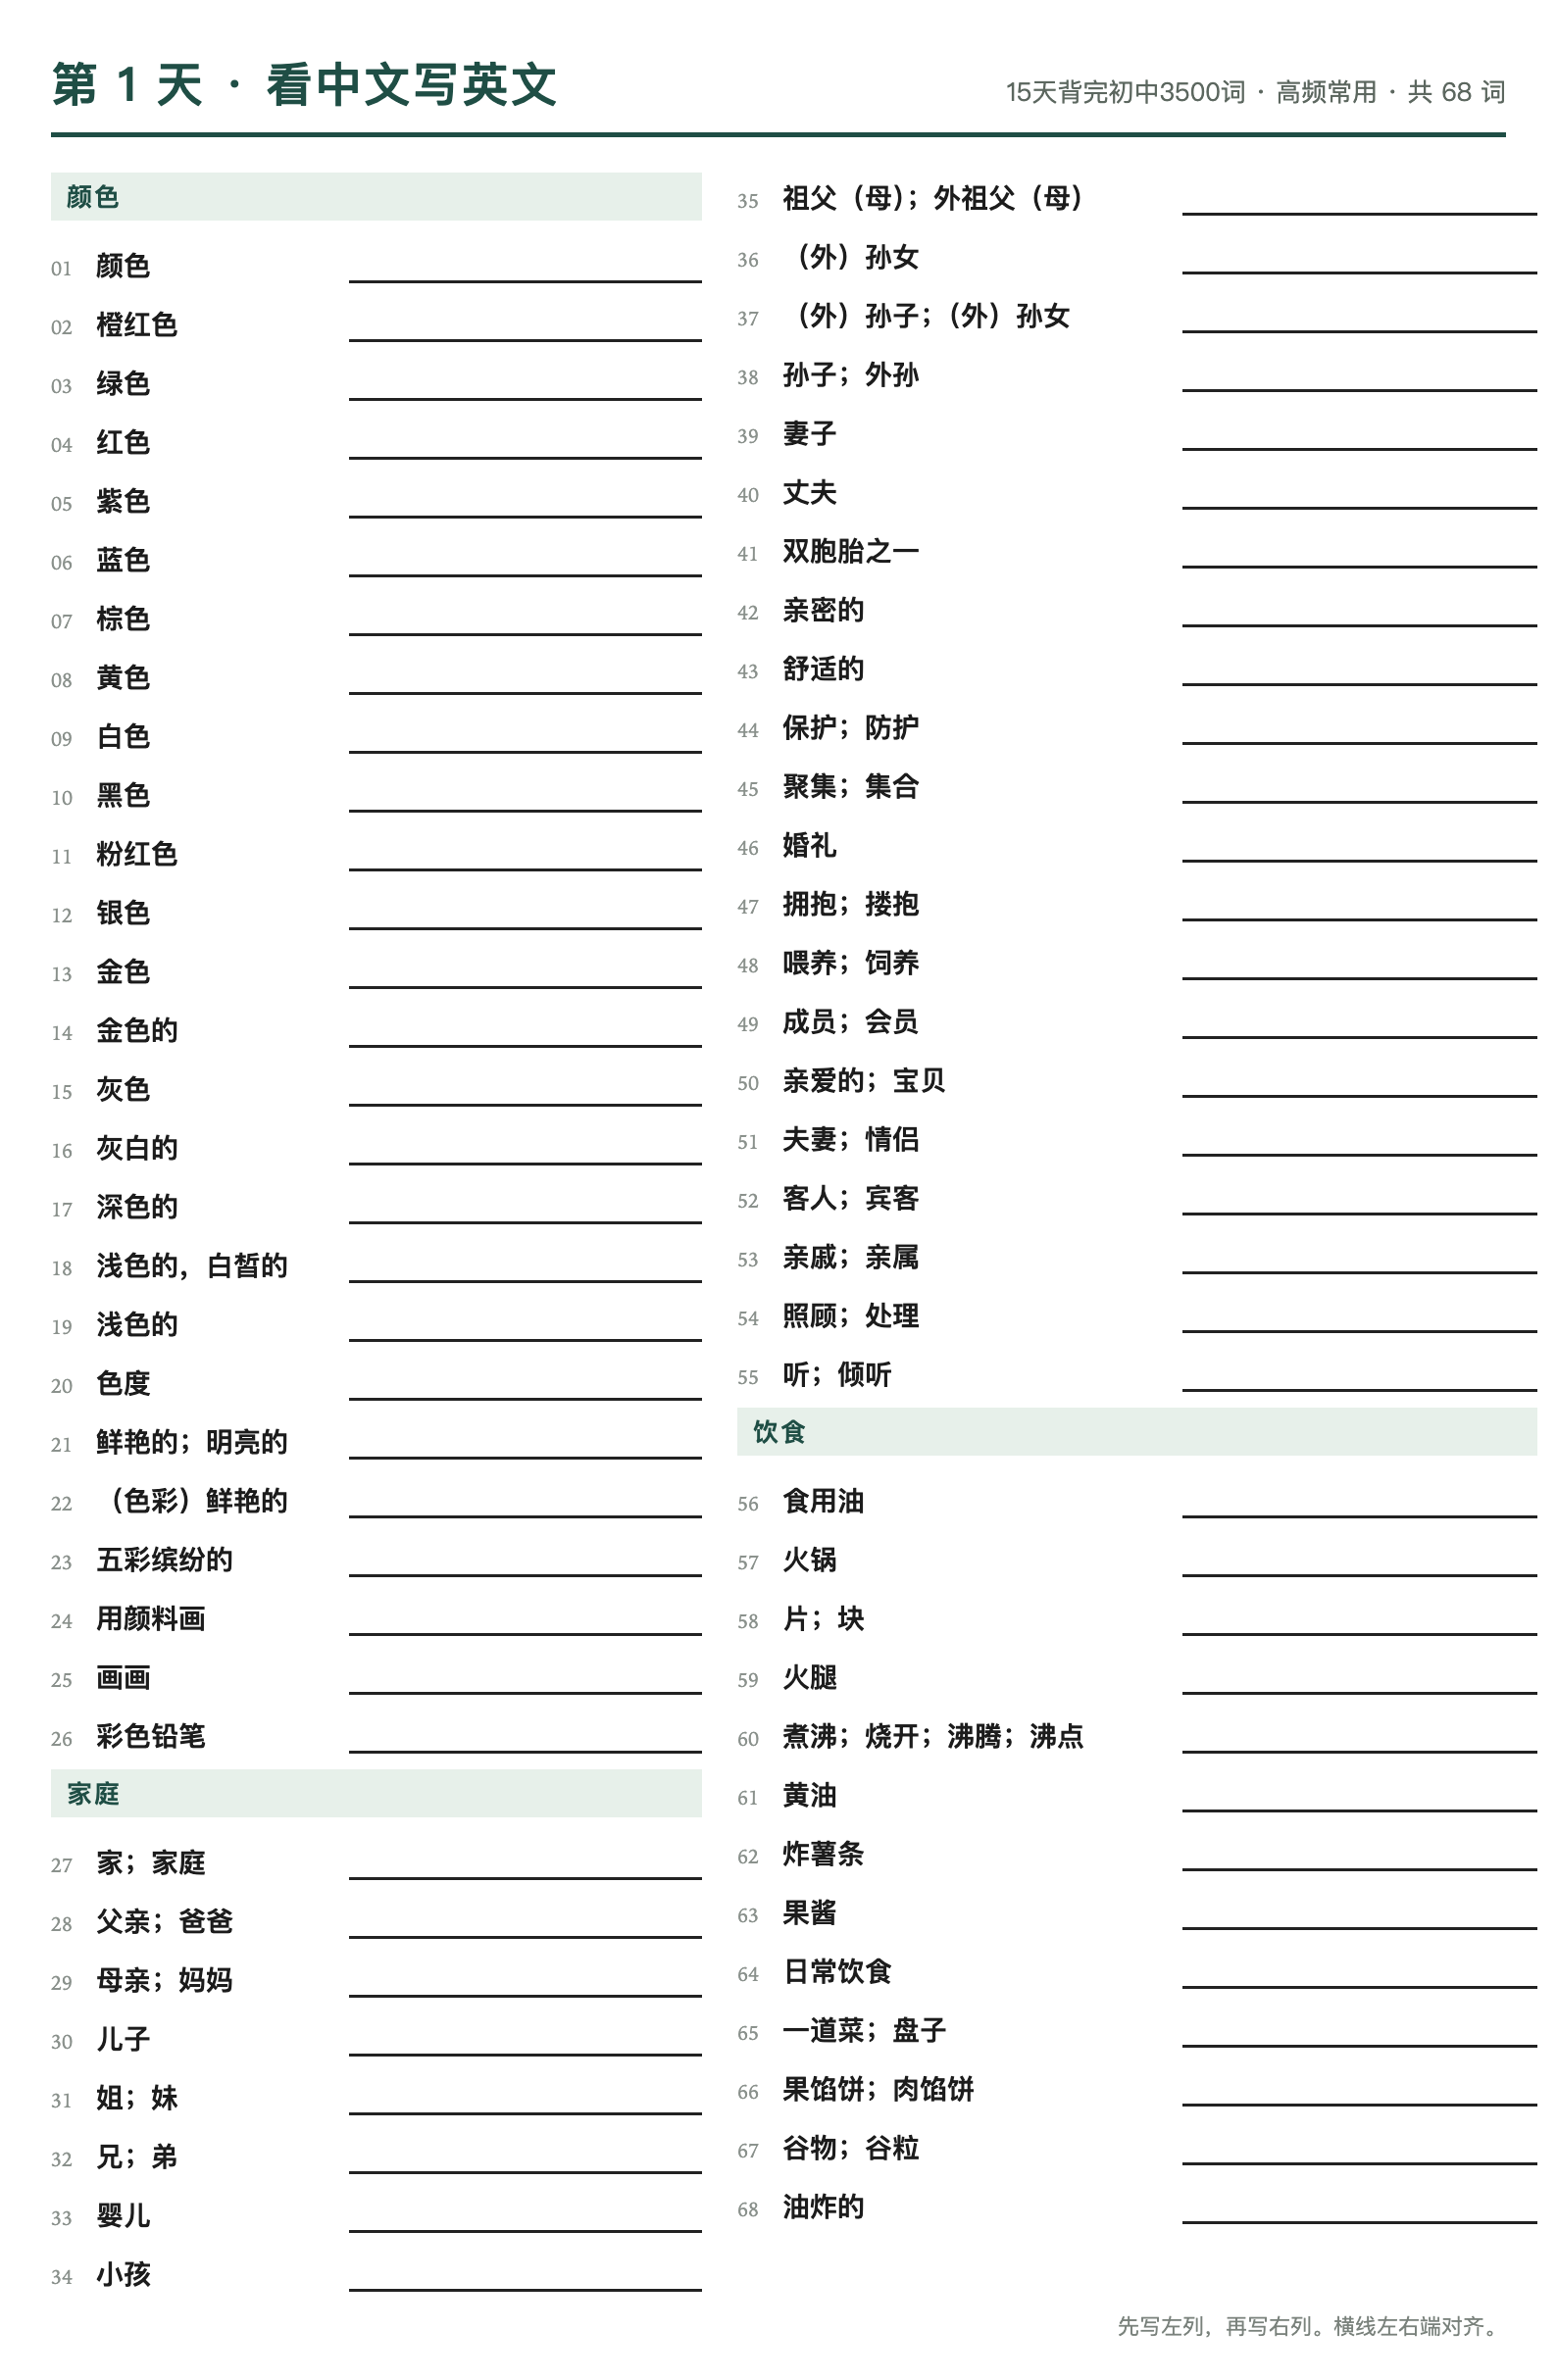 第 1 天 · 看中文写英文
15天背完初中3500词 · 高频常用 · 共 68 词
颜色
01 颜色
02 橙红色
03 绿色
04 红色
05 紫色
06 蓝色
07 棕色
08 黄色
09 白色
10 黑色
11 粉红色
12 银色
13 金色
14 金色的
15 灰色
16 灰白的
17 深色的
18 浅色的，白皙的
19 浅色的
20 色度
21 鲜艳的；明亮的
22 （色彩）鲜艳的
23 五彩缤纷的
24 用颜料画
25 画画
26 彩色铅笔
家庭
27 家；家庭
28 父亲；爸爸
29 母亲；妈妈
30 儿子
31 姐；妹
32 兄；弟
33 婴儿
34 小孩
35 祖父（母）；外祖父（母）
36 （外）孙女
37 （外）孙子；（外）孙女
38 孙子；外孙
39 妻子
40 丈夫
41 双胞胎之一
42 亲密的
43 舒适的
44 保护；防护
45 聚集；集合
46 婚礼
47 拥抱；搂抱
48 喂养；饲养
49 成员；会员
50 亲爱的；宝贝
51 夫妻；情侣
52 客人；宾客
53 亲戚；亲属
54 照顾；处理
55 听；倾听
饮食
56 食用油
57 火锅
58 片；块
59 火腿
60 煮沸；烧开；沸腾；沸点
61 黄油
62 炸薯条
63 果酱
64 日常饮食
65 一道菜；盘子
66 果馅饼；肉馅饼
67 谷物；谷粒
68 油炸的
先写左列，再写右列。横线左右端对齐。